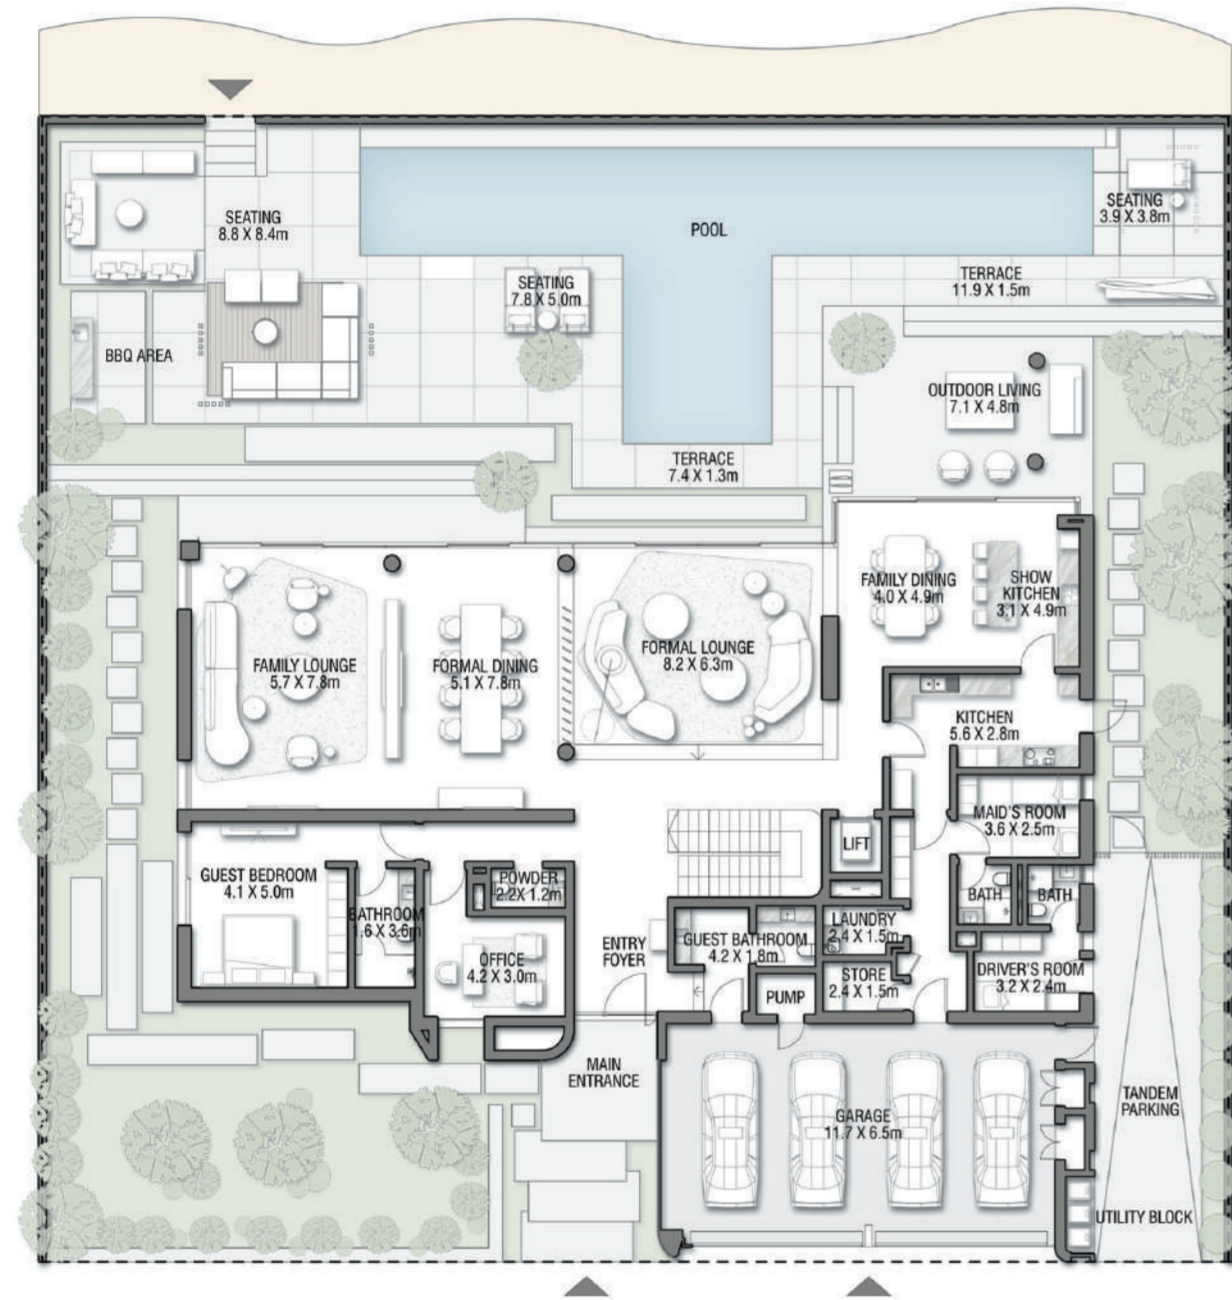 SEATING
8.8 X 8.4m
POOL
SEATING
3.9 X 3.8m
SEATING
7.8 X 5.0m
TERRACE
11.9 X 1.5m
BBQ AREA
OUTDOOR LIVING
7.1 X 4.8m
TERRACE
7.4 X 1.3m
FAMILY DINING
4.0 X 4.9m
SHOW
KITCHEN
3.1 X 4.9m
FAMILY LOUNGE
5.7 X 7.8m
FORMAL DINING
5.1 X 7.8m
FORMAL LOUNGE
8.2 X 6.3m
KITCHEN
5.6 X 2.8m
MAID'S ROOM
3.6 X 2.5m
LIFT
GUEST BEDROOM
4.1 X 5.0m
POWDER
2.2X 1.2m
BATH
BATH
BATHROOM
1.6 X 3.6m
LAUNDRY
2.4 X 1.5m
ENTRY
FOYER
GUEST BATHROOM
4.2 X 1.8m
OFFICE
4.2 X 3.0m
STORE
2.4 X 1.5m
DRIVER'S ROOM
3.2 X 2.4m
PUMP
MAIN
ENTRANCE
TANDEM
PARKING
GARAGE
11.7 X 6.5m
UTILITY BLOCK